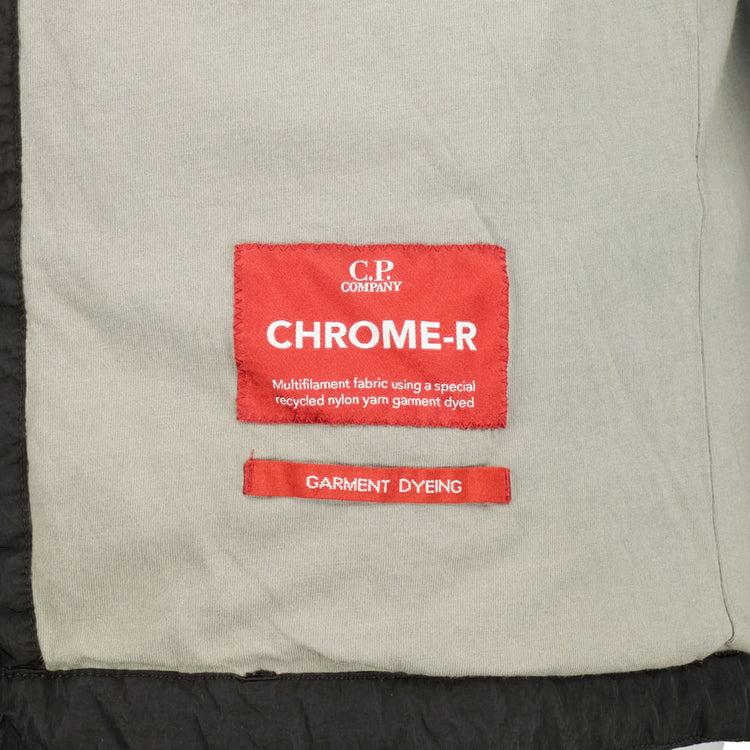 C.P.
COMPANY
CHROME-R
Multifilament fabric using a special
recycled nylon yarn garment dyed
GARMENT DYEING